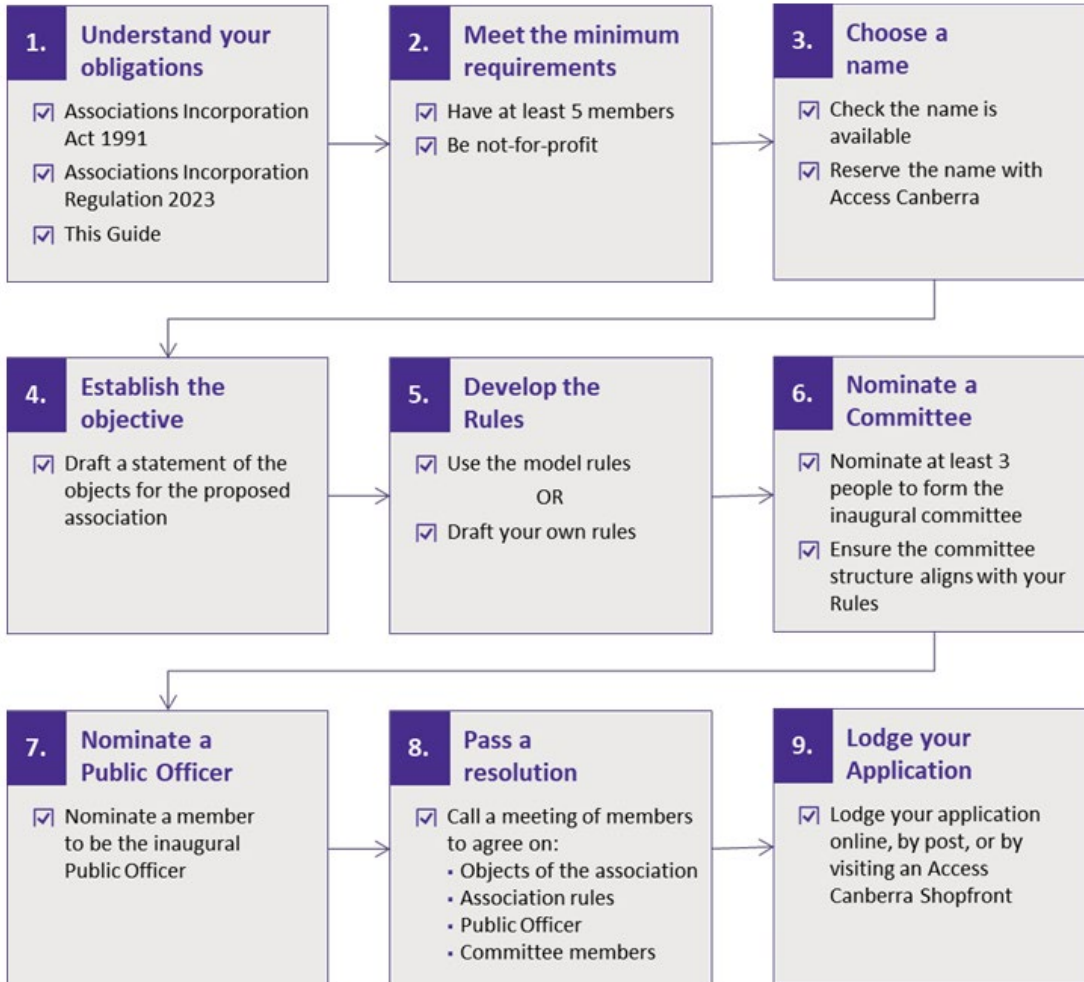 1.
Understand your
obligations
Associations Incorporation
Act 1991
Associations Incorporation
Regulation 2023
This Guide
2.
Meet the minimum
requirements
Have at least 5 members
Be not-for-profit
3.
Choose a
name
Check the name is
available
Reserve the name with
Access Canberra
4.
Establish the
objective
Draft a statement of the
objects for the proposed
association
5.
Develop the
Rules
Use the model rules
OR
Draft your own rules
6.
Nominate a
Committee
Nominate at least 3
people to form the
inaugural committee
Ensure the committee
structure aligns with your
Rules
7.
Nominate a
Public Officer
Nominate a member
to be the inaugural
Public Officer
8.
Pass a
resolution
Call a meeting of members
to agree on:
▪ Objects of the association
▪ Association rules
▪ Public Officer
▪ Committee members
9.
Lodge your
Application
Lodge your application
online, by post, or by
visiting an Access
Canberra Shopfront